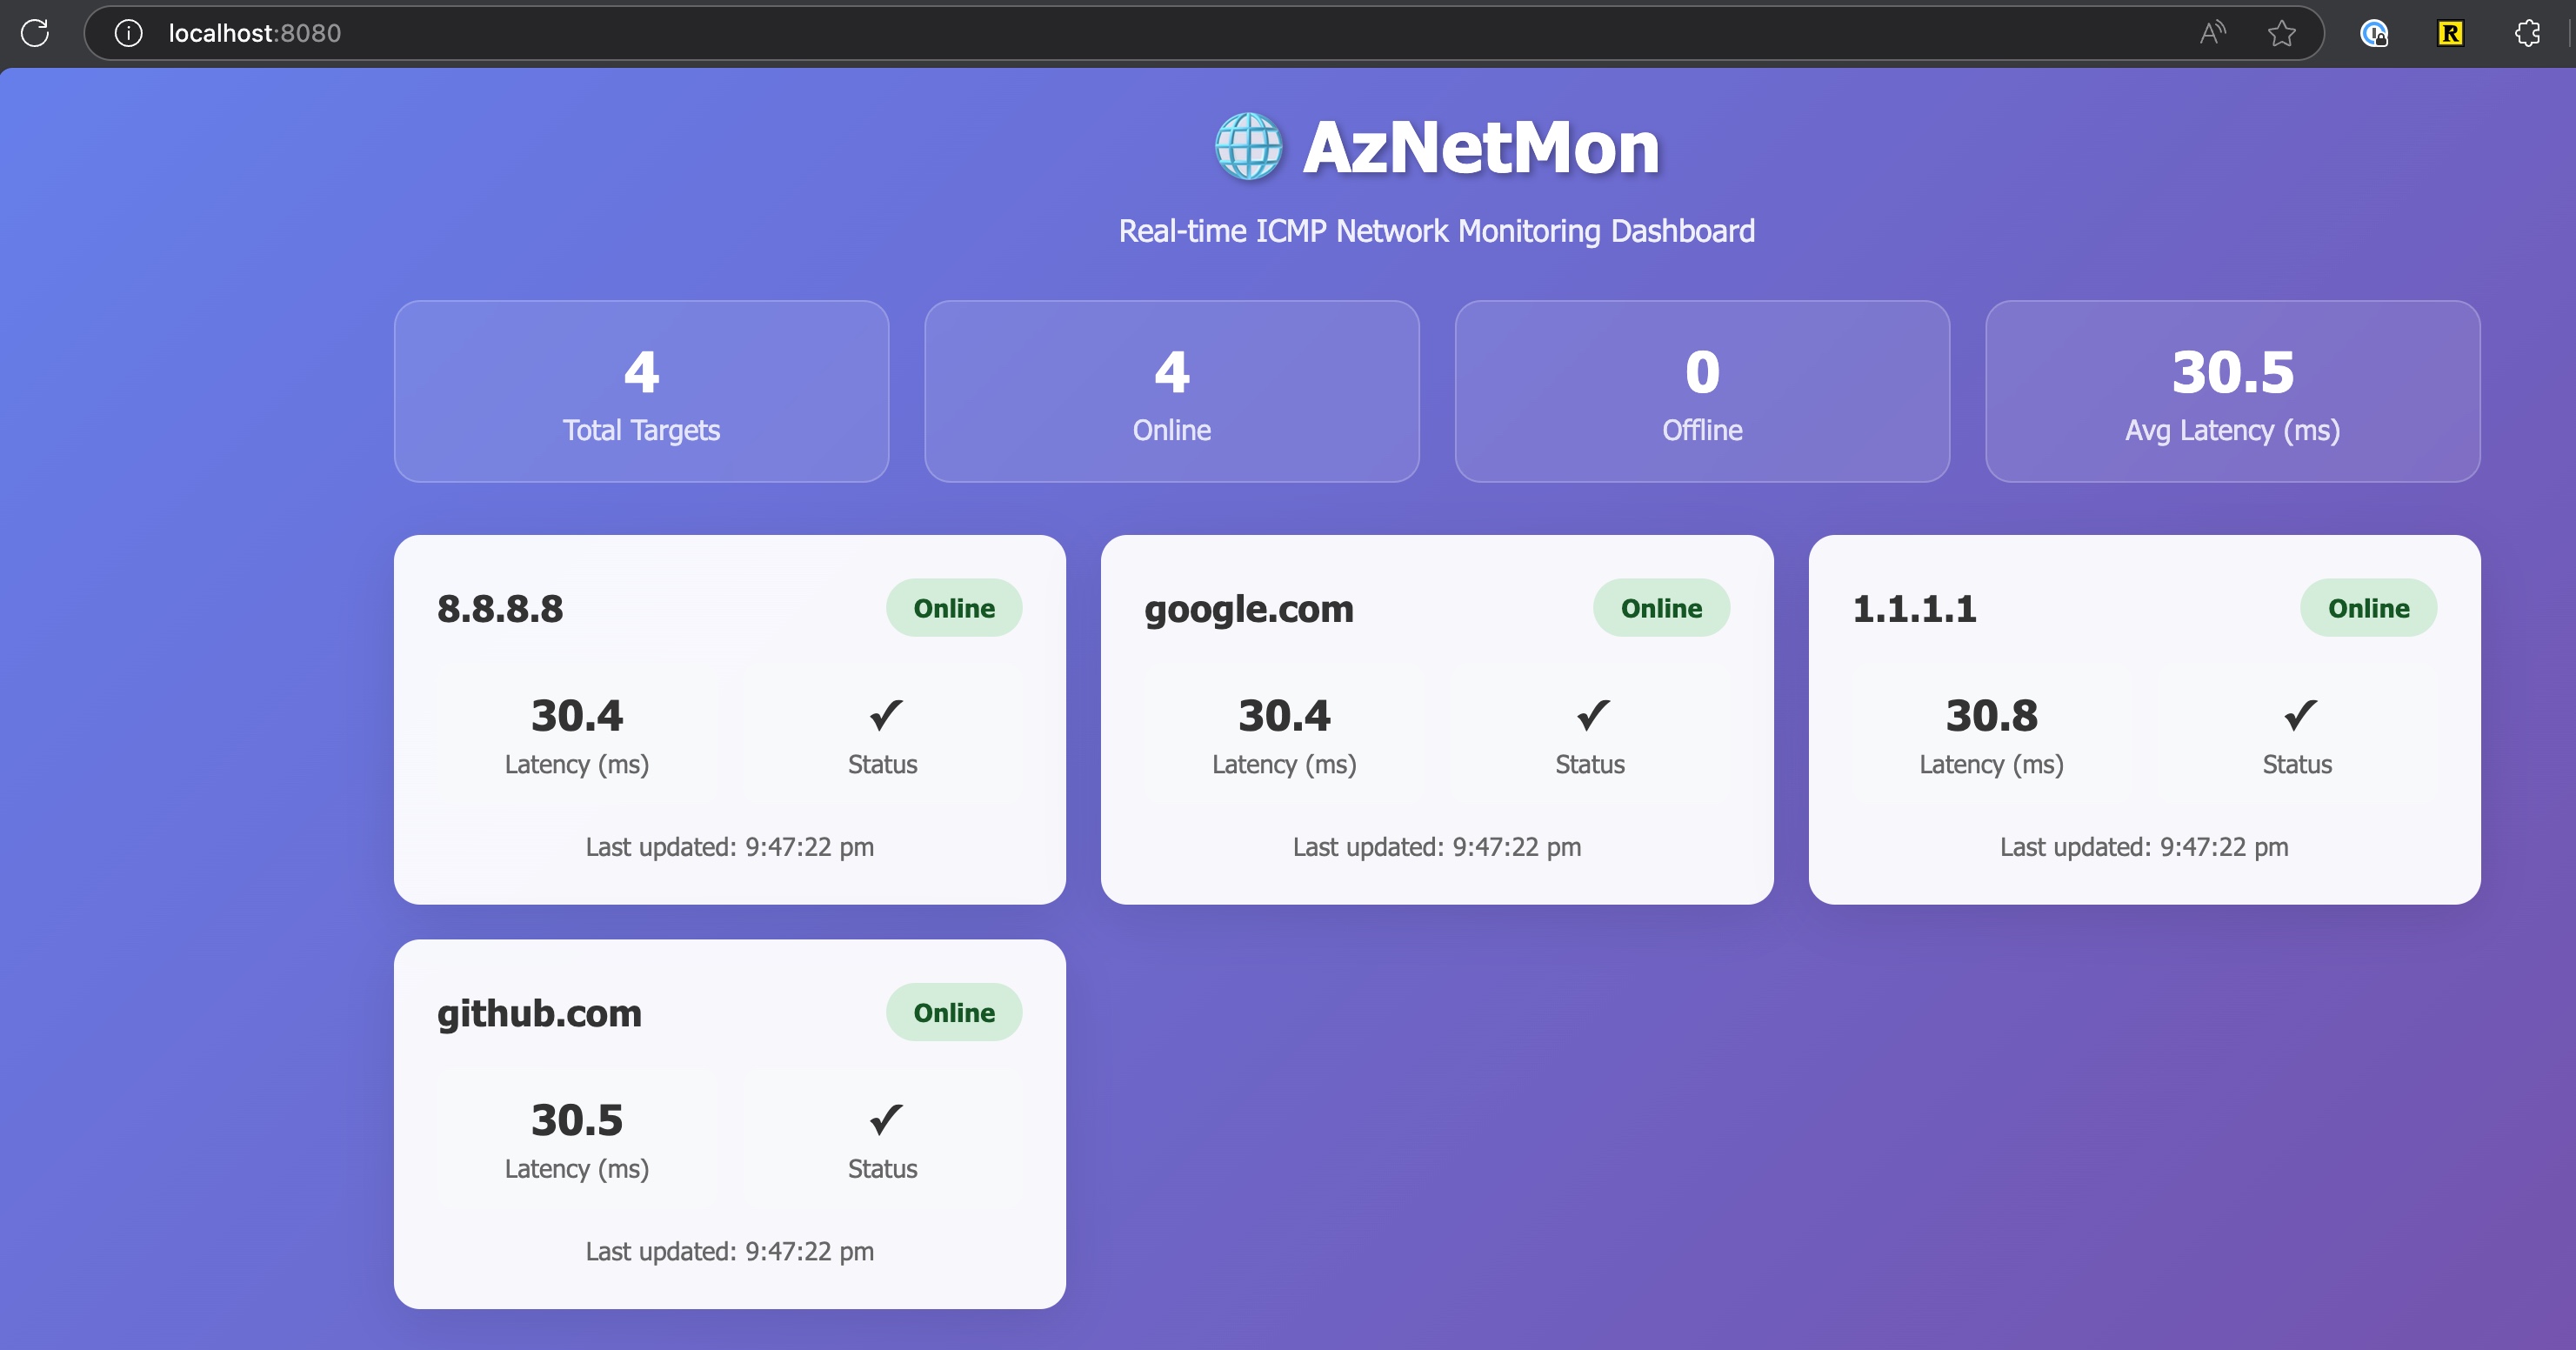 localhost:8080
AzNetMon
Real-time ICMP Network Monitoring Dashboard
4
Total Targets
4
Online
0
Offline
30.5
Avg Latency (ms)
8.8.8.8
Online
30.4
Latency (ms)
✓
Status
Last updated: 9:47:22 pm
google.com
Online
30.4
Latency (ms)
✓
Status
Last updated: 9:47:22 pm
1.1.1.1
Online
30.8
Latency (ms)
✓
Status
Last updated: 9:47:22 pm
github.com
Online
30.5
Latency (ms)
✓
Status
Last updated: 9:47:22 pm